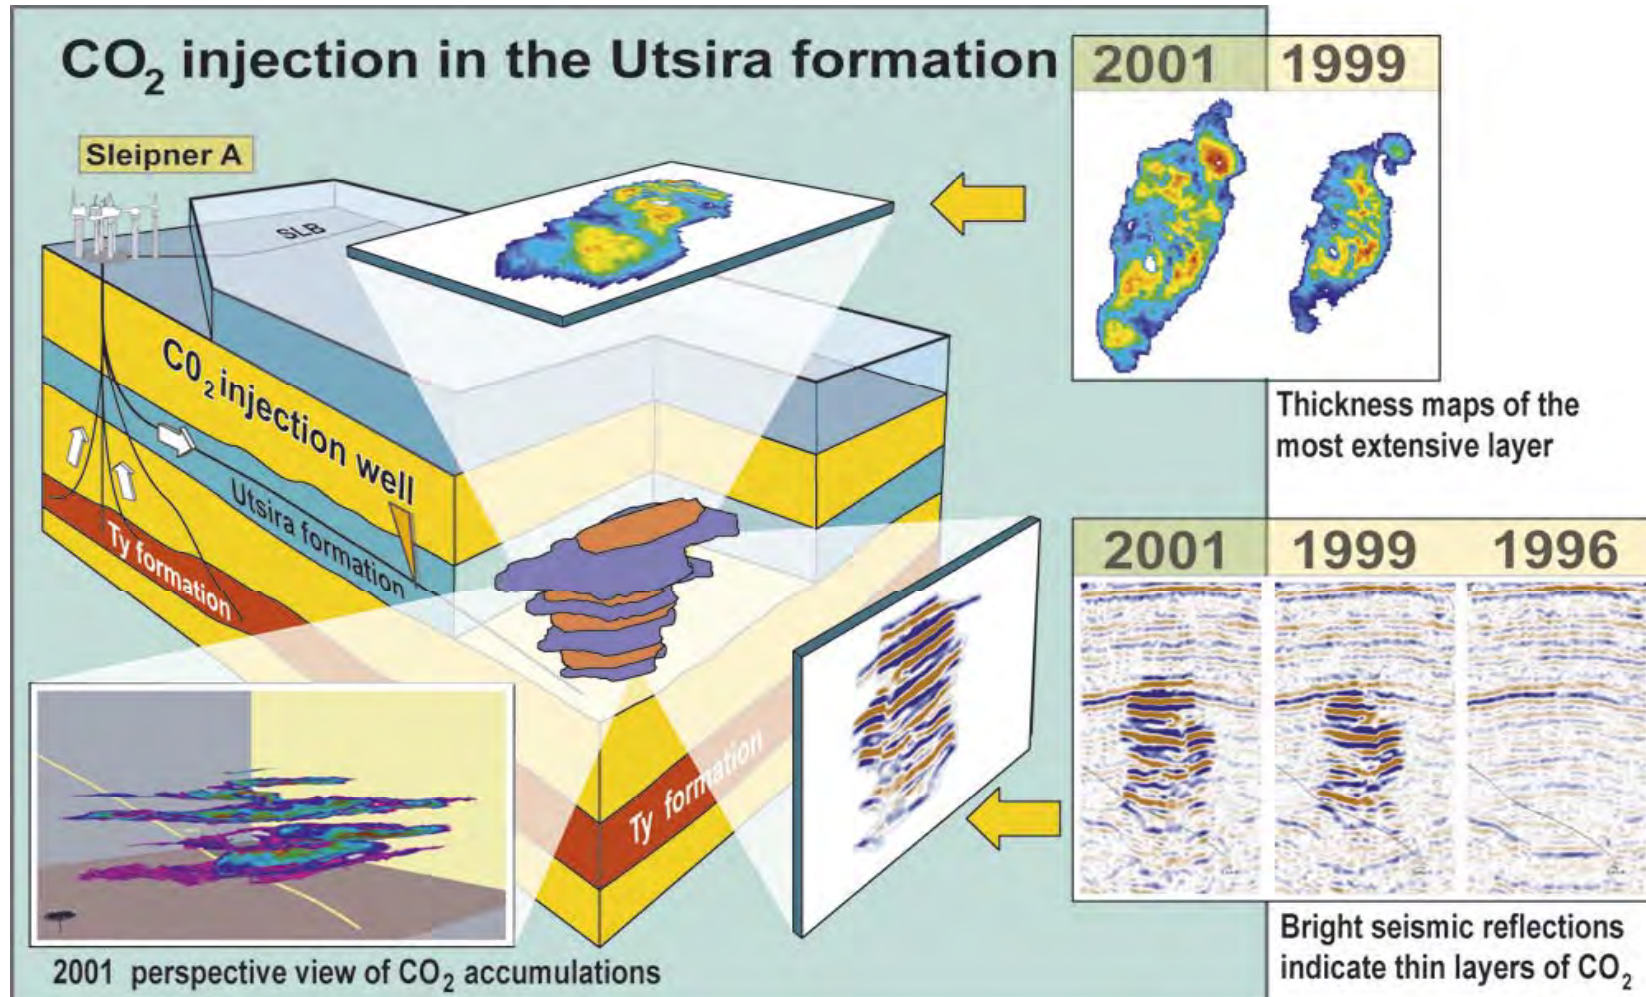 CO2 injection in the Utsira formation
2001
1999
Sleipner A
SLB
C02 injection well
Utsira formation
Ty formation
Ty formation
Thickness maps of the
most extensive layer
2001
1999
1996
Bright seismic reflections
indicate thin layers of CO2
2001 perspective view of CO2 accumulations